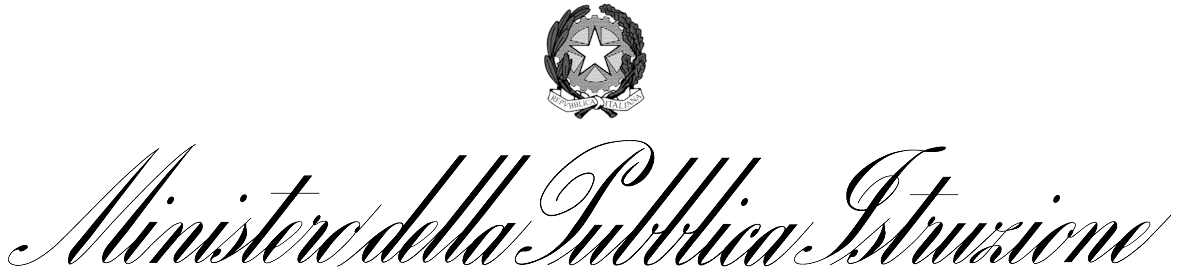 REPVBBLICA ITALIANA
Ministero della Pubblica Istruzione